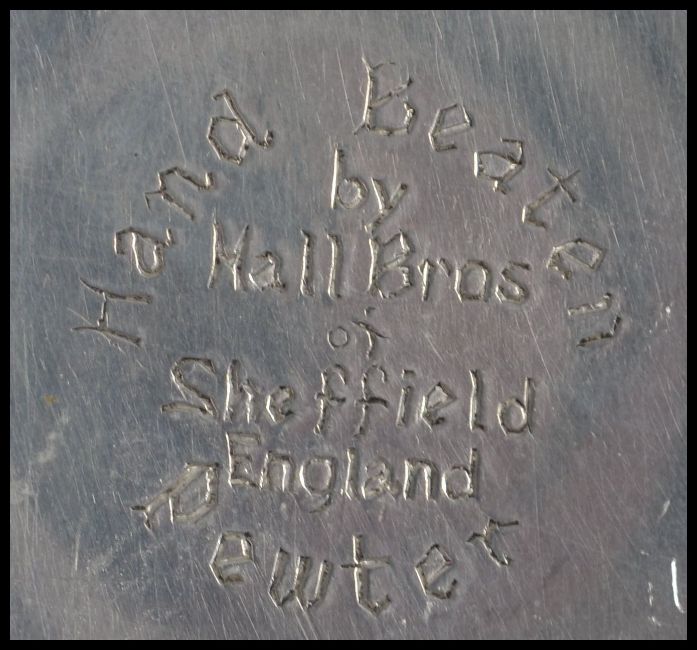 Hand Beaten
by
Hall Bros
of
Sheffield
England
Pewter